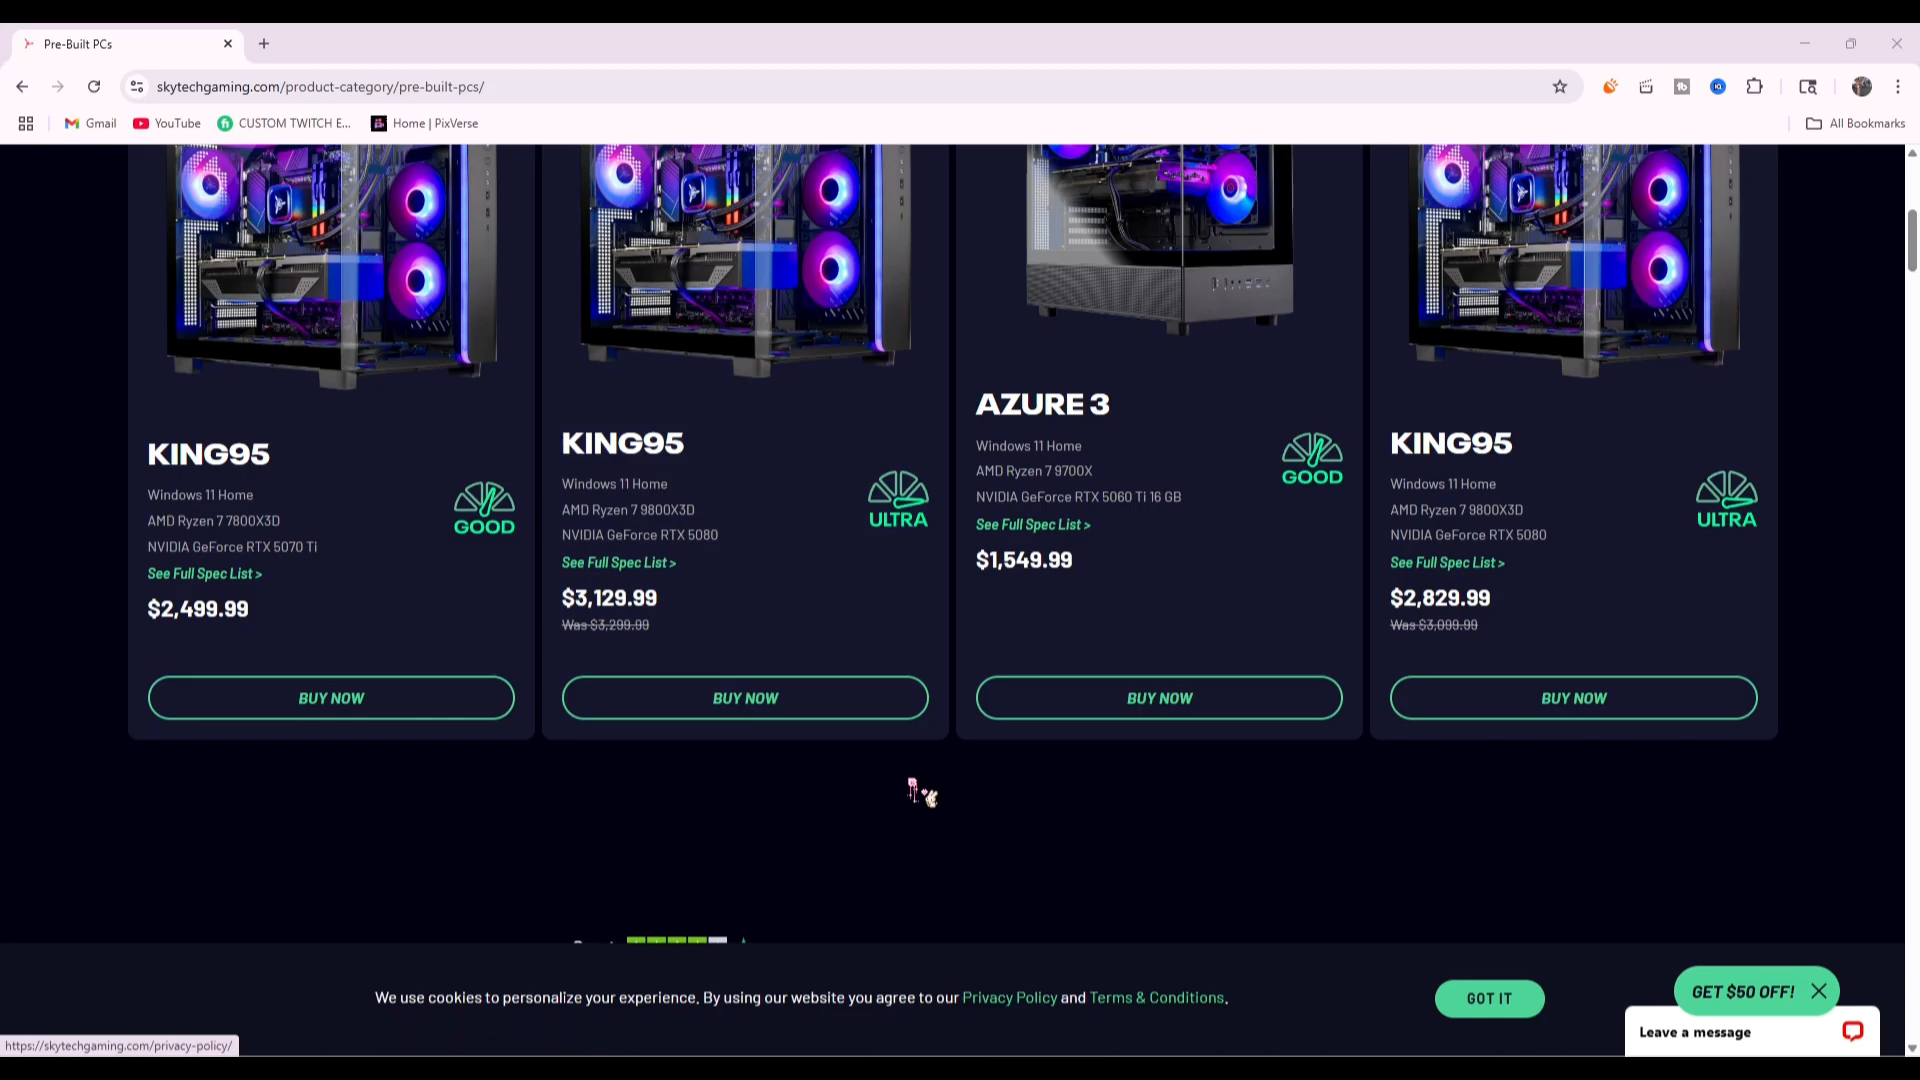 Pre-Built PCs
skytechgaming.com/product-category/pre-built-pcs/
Gmail
YouTube
CUSTOM TWITCH E...
Home | PixVerse
All Bookmarks
KING95
Windows 11 Home
AMD Ryzen 7 7800X3D
NVIDIA GeForce RTX 5070 Ti
See Full Spec List >
GOOD
$2,499.99
BUY NOW
KING95
Windows 11 Home
AMD Ryzen 7 9800X3D
NVIDIA GeForce RTX 5080
See Full Spec List >
ULTRA
$3,129.99
Was $3,299.99
BUY NOW
AZURE 3
Windows 11 Home
AMD Ryzen 7 9700X
NVIDIA GeForce RTX 5060 Ti 16 GB
See Full Spec List >
GOOD
$1,549.99
BUY NOW
KING95
Windows 11 Home
AMD Ryzen 7 9800X3D
NVIDIA GeForce RTX 5080
See Full Spec List >
ULTRA
$2,829.99
Was $3,099.99
BUY NOW
We use cookies to personalize your experience. By using our website you agree to our Privacy Policy and Terms & Conditions.
GOT IT
GET $50 OFF!
Leave a message
https://skytechgaming.com/privacy-policy/